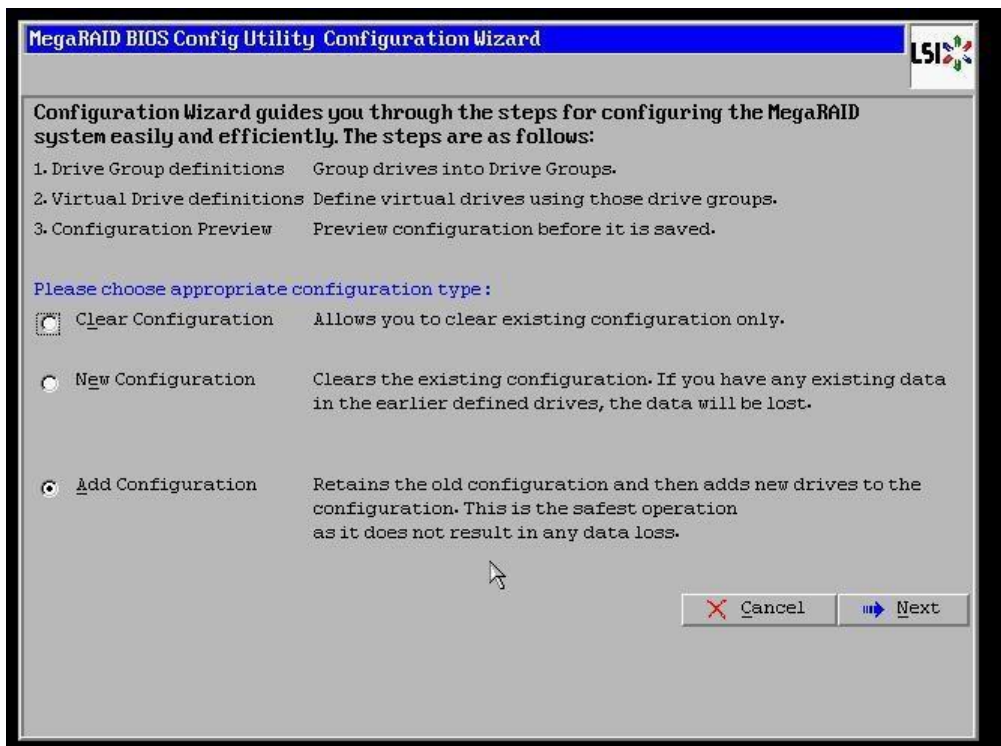 MegaRAID BIOS Config Utility Configuration Wizard
LSI
Configuration Wizard guides you through the steps for configuring the MegaRAID
system easily and efficiently. The steps are as follows:
1. Drive Group definitions Group drives into Drive Groups.
2. Virtual Drive definitions Define virtual drives using those drive groups.
3. Configuration Preview Preview configuration before it is saved.
Please choose appropriate configuration type:
Clear Configuration Allows you to clear existing configuration only.
New Configuration Clears the existing configuration. If you have any existing data
in the earlier defined drives, the data will be lost.
Add Configuration Retains the old configuration and then adds new drives to the
configuration. This is the safest operation
as it does not result in any data loss.
Cancel Next